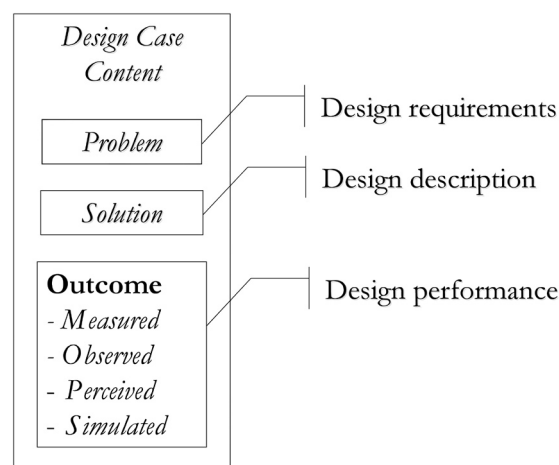 Design Case
Content
Problem
Design requirements
Solution
Design description
Outcome
- Measured
- Observed
- Perceived
- Simulated
Design performance